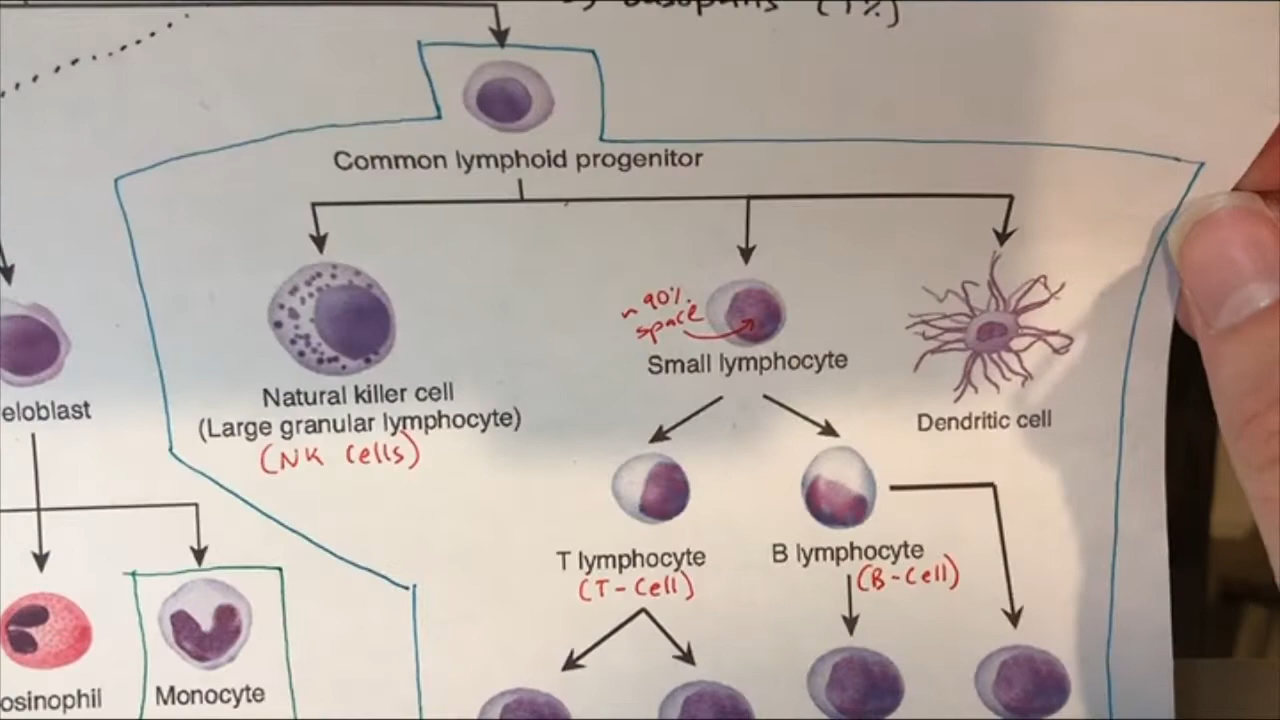 (1%)
Common lymphoid progenitor
~90%
space
Small lymphocyte
Natural killer cell
(Large granular lymphocyte)
(NK cells)
Dendritic cell
eloblast
T lymphocyte
(T-Cell)
B lymphocyte
(B-Cell)
osinophil
Monocyte